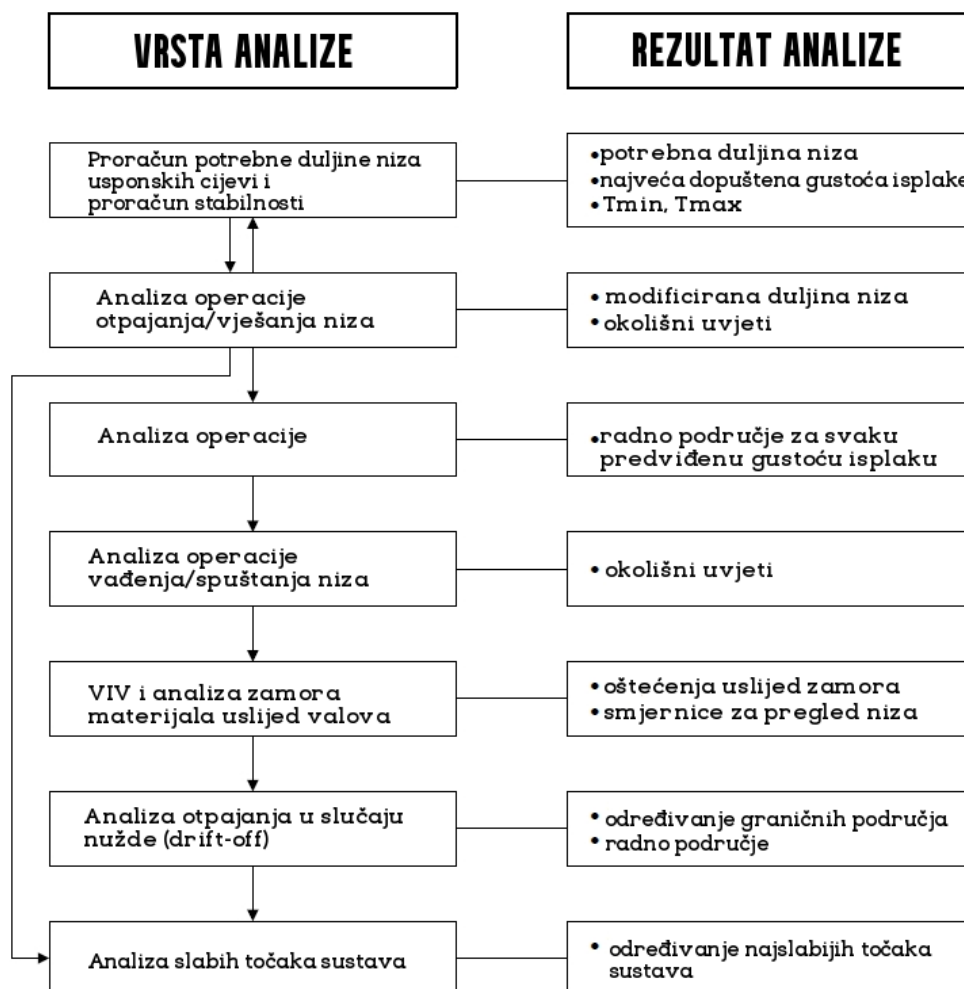 VRSTA ANALIZE
REZULTAT ANALIZE
Proračun potrebne duljine niza
usponskih cijevi i
proračun stabilnosti
•potrebna duljina niza
•najveća dopuštena gustoća isplake
•Tmin, Tmax
Analiza operacije
otpajanja/vješanja niza
• modificirana duljina niza
• okolišni uvjeti
Analiza operacije
•radno područje za svaku
predviđenu gustoću isplaku
Analiza operacije
vađenja/spuštanja niza
• okolišni uvjeti
VIV i analiza zamora
materijala uslijed valova
• oštećenja uslijed zamora
• smjernice za pregled niza
Analiza otpajanja u slučaju
nužde (drift-off)
• određivanje graničnih područja
• radno područje
Analiza slabih točaka sustava
• određivanje najslabijih točaka
sustava